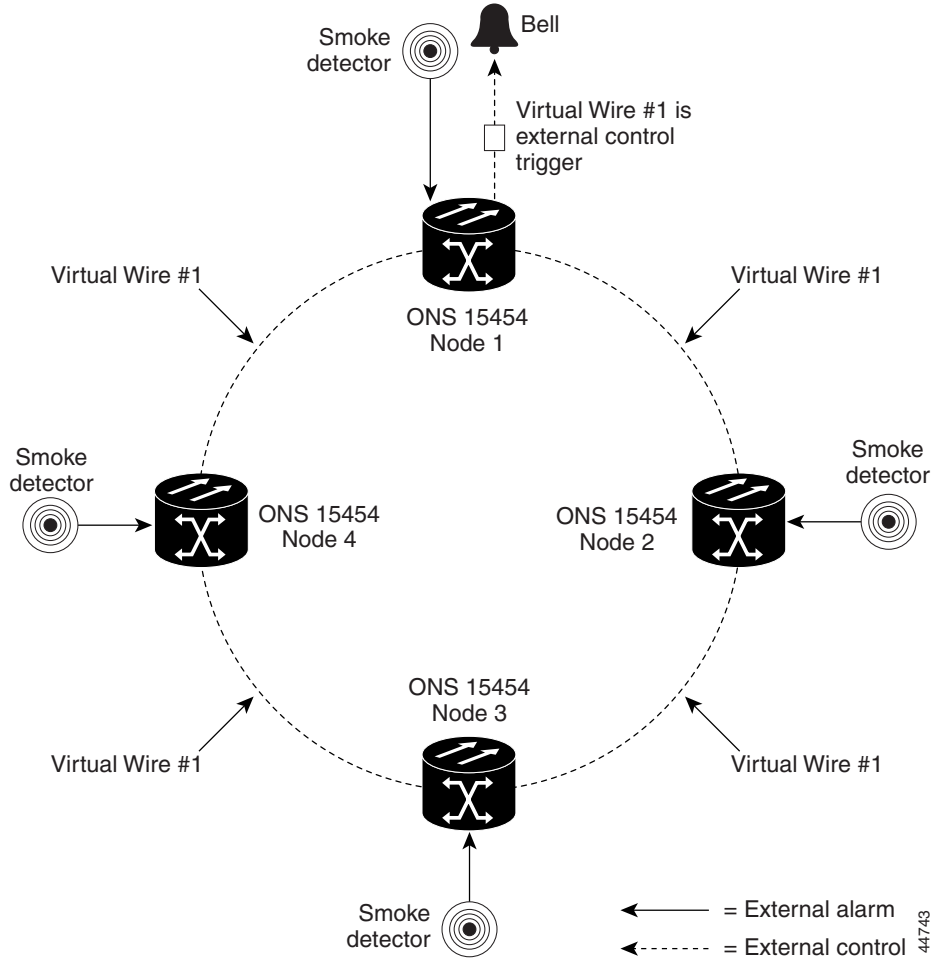 Smoke
detector
Bell
Virtual Wire #1 is
external control
trigger
Virtual Wire #1
Virtual Wire #1
ONS 15454
Node 1
Smoke
detector
ONS 15454
Node 4
ONS 15454
Node 2
Smoke
detector
ONS 15454
Node 3
Virtual Wire #1
Virtual Wire #1
Smoke
detector
= External alarm
= External control
44743